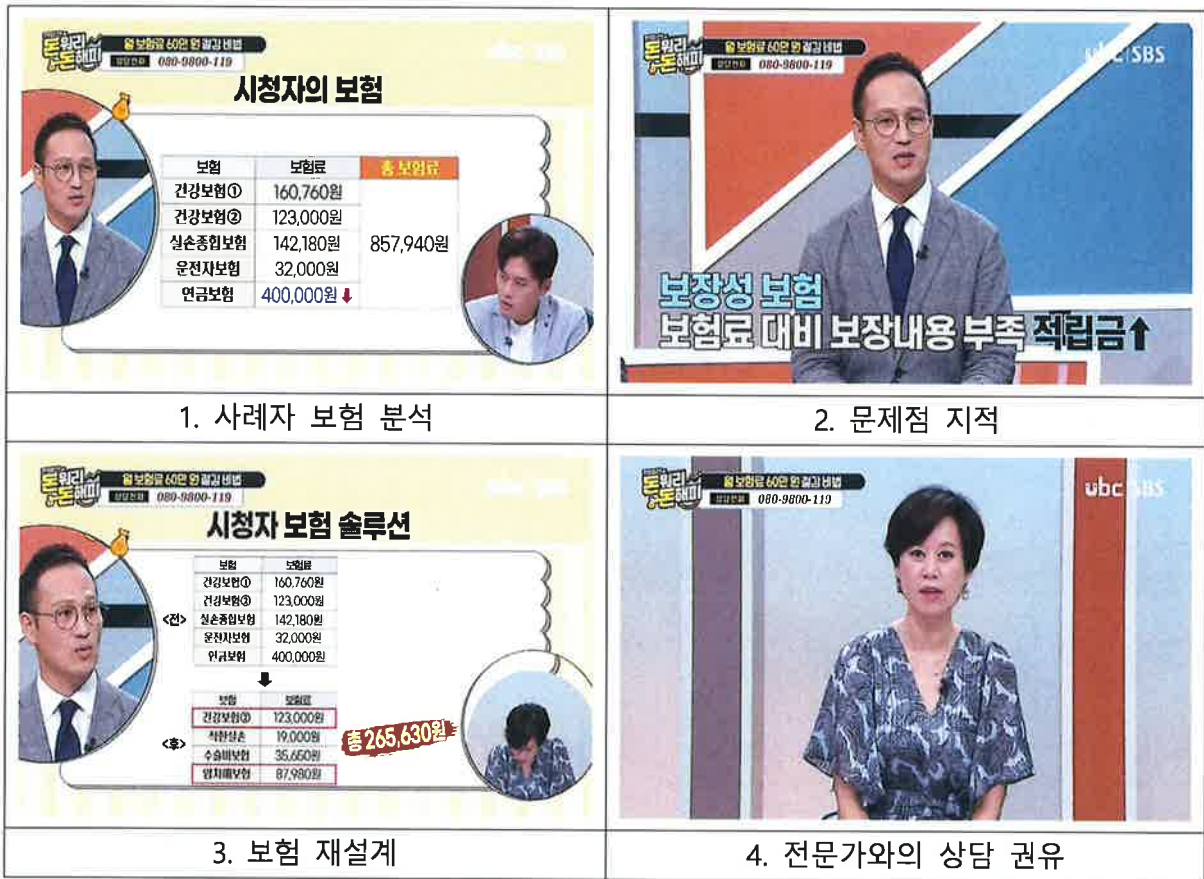 돈워리 돈해피
월 보험료 60만 원 절감 비법
상담전화 080-9800-119
시청자의 보험
보험 보험료 총 보험료
건강보험① 160,760원
건강보험② 123,000원
실손종합보험 142,180원
857,940원
운전자보험 32,000원
연금보험 400,000원
1. 사례자 보험 분석
돈워리 돈해피
월 보험료 60만 원 절감 비법
상담전화 080-9800-119
ubc SBS
보장성 보험
보험료 대비 보장내용 부족 적립금↑
2. 문제점 지적
돈워리 돈해피
월 보험료 60만 원 절감 비법
상담전화 080-9800-119
시청자 보험 솔루션
보험 보험료
건강보험① 160,760원
건강보험② 123,000원
<전> 실손종합보험 142,180원
운전자보험 32,000원
연금보험 400,000원
보험 보험료
건강보험② 123,000원
<후> 착한실손 19,000원
총 265,630원
수술비보험 35,650원
암치매보험 87,980원
3. 보험 재설계
돈워리 돈해피
월 보험료 60만 원 절감 비법
상담전화 080-9800-119
ubc SBS
4. 전문가와의 상담 권유